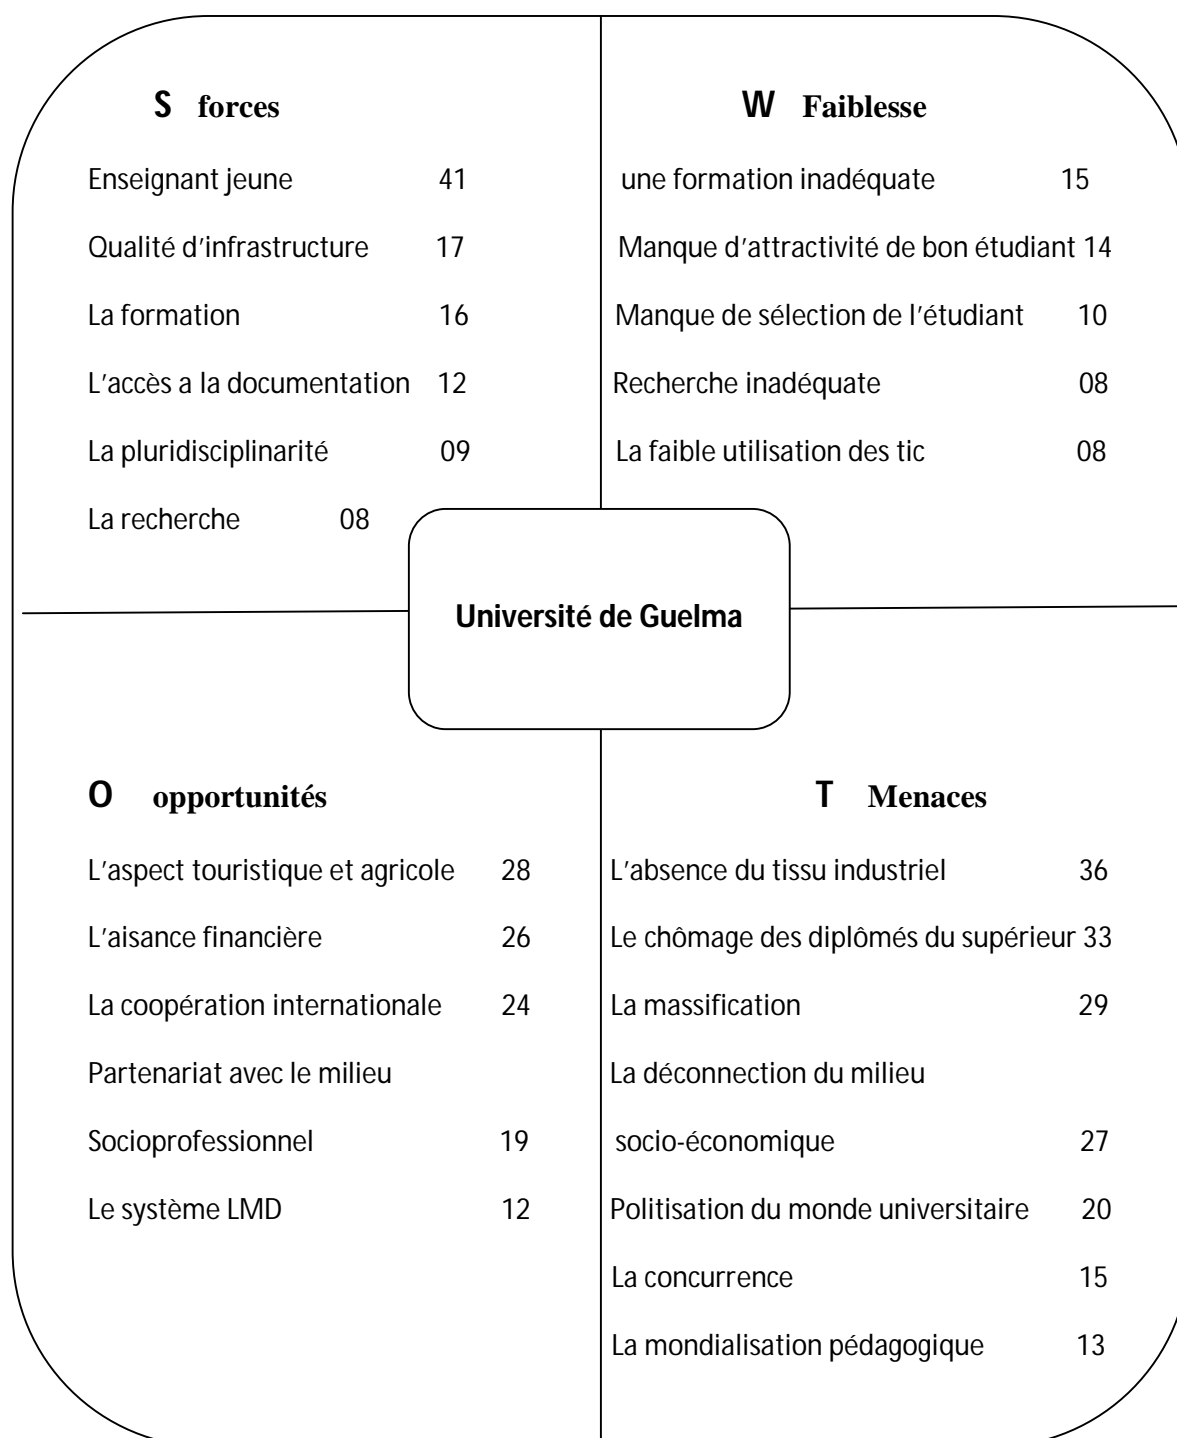 S forces
Enseignant jeune 41
Qualité d'infrastructure 17
La formation 16
L'accès a la documentation 12
La pluridisciplinarité 09
La recherche 08
W Faiblesse
une formation inadéquate 15
Manque d'attractivité de bon étudiant 14
Manque de sélection de l'étudiant 10
Recherche inadéquate 08
La faible utilisation des tic 08
Université de Guelma
O opportunités
L'aspect touristique et agricole 28
L'aisance financière 26
La coopération internationale 24
Partenariat avec le milieu
Socioprofessionnel 19
Le système LMD 12
T Menaces
L'absence du tissu industriel 36
Le chômage des diplômés du supérieur 33
La massification 29
La déconnection du milieu
socio-économique 27
Politisation du monde universitaire 20
La concurrence 15
La mondialisation pédagogique 13